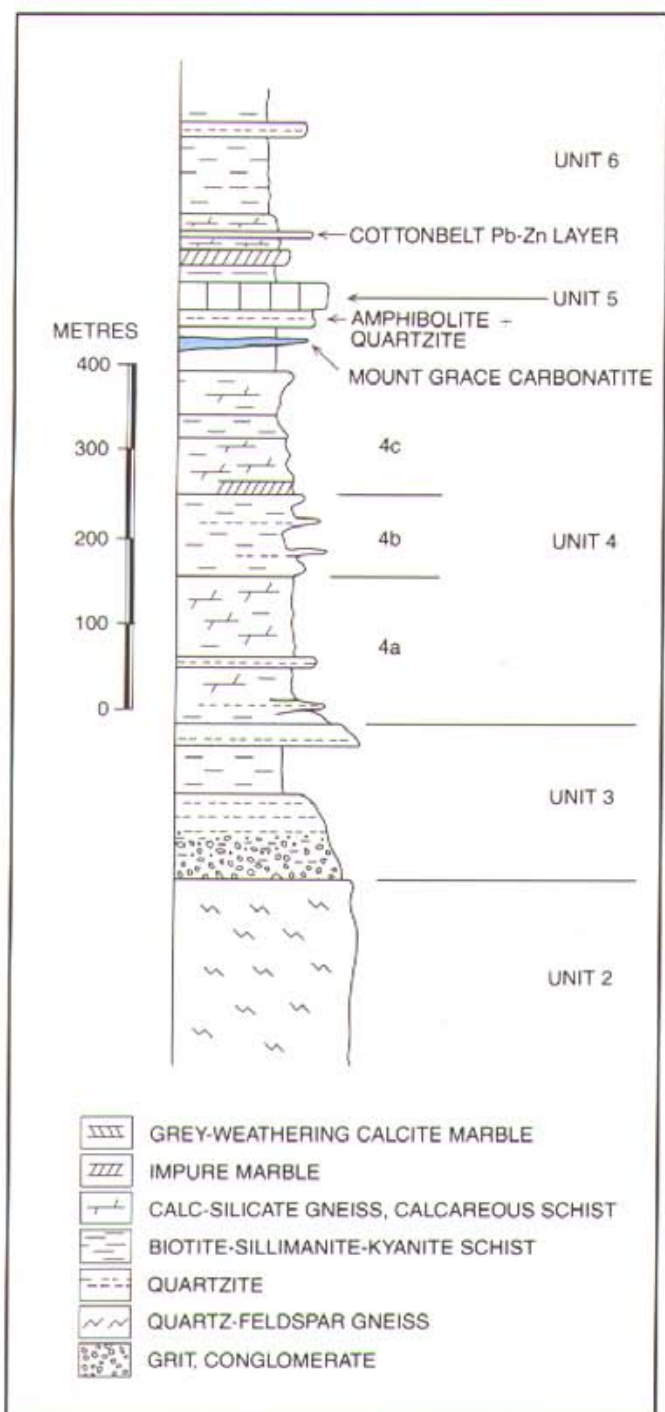 UNIT 6
COTTONBELT Pb-Zn LAYER
UNIT 5
METRES
AMPHIBOLITE -
QUARTZITE
400
MOUNT GRACE CARBONATITE
300
4c
200
4b
UNIT 4
100
4a
0
UNIT 3
UNIT 2
GREY-WEATHERING CALCITE MARBLE
IMPURE MARBLE
CALC-SILICATE GNEISS, CALCAREOUS SCHIST
BIOTITE-SILLIMANITE-KYANITE SCHIST
QUARTZITE
QUARTZ-FELDSPAR GNEISS
GRIT, CONGLOMERATE